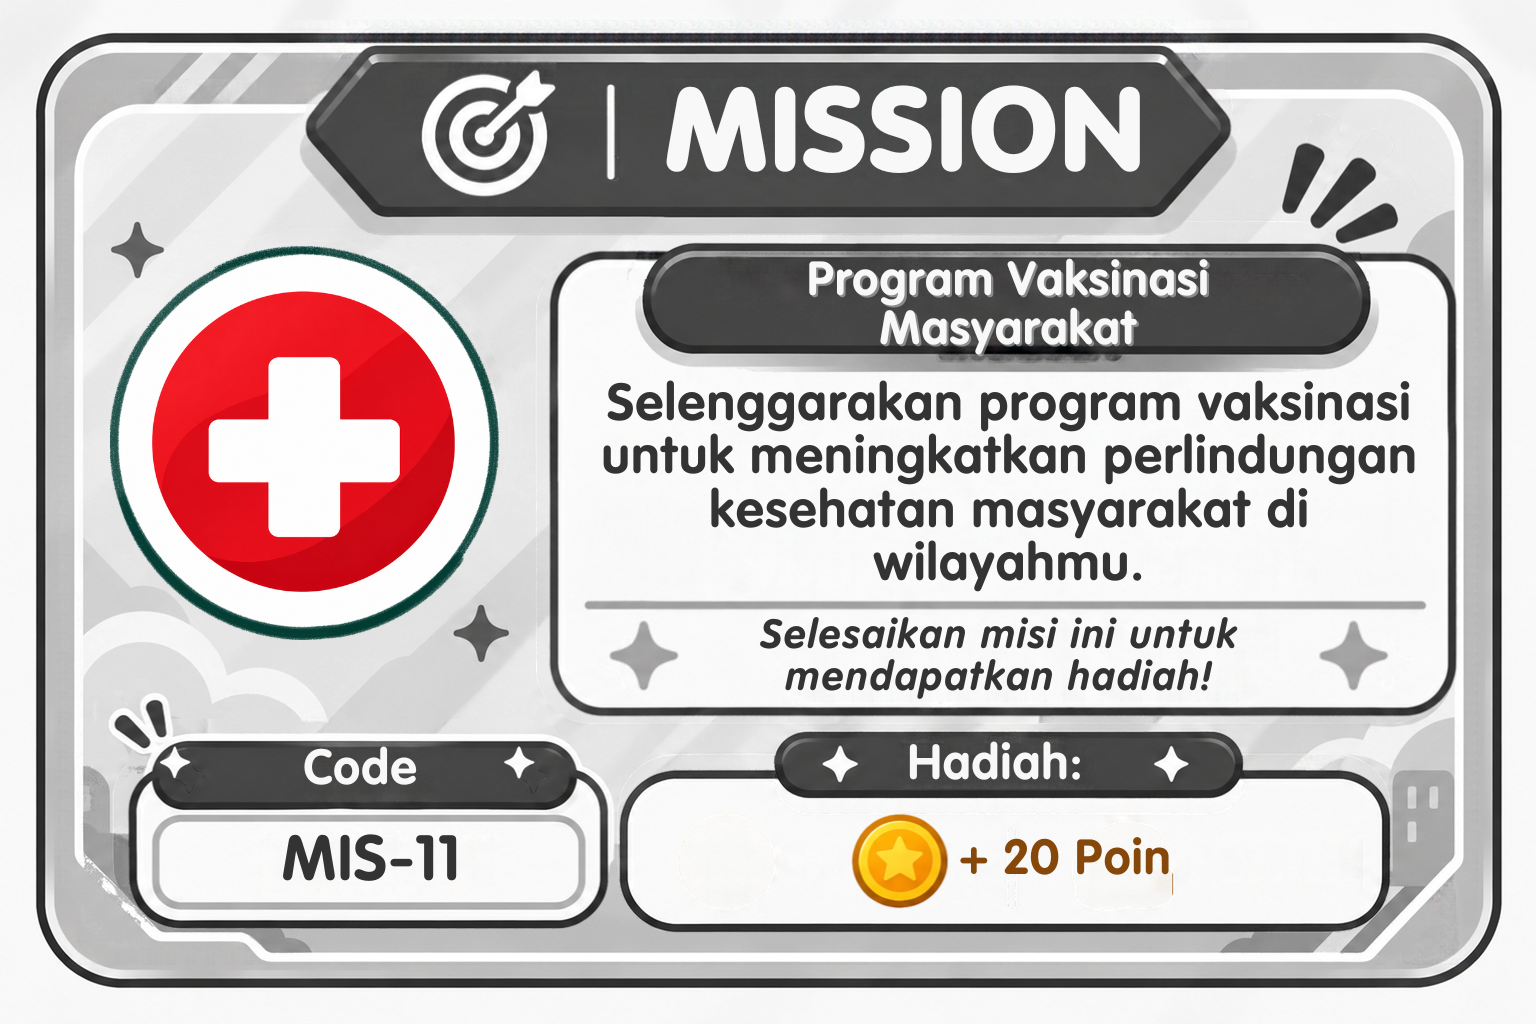 MISSION
Program Vaksinasi
Masyarakat
Selenggarakan program vaksinasi
untuk meningkatkan perlindungan
kesehatan masyarakat di
wilayahmu.
Selesaikan misi ini untuk
mendapatkan hadiah!
Code
MIS-11
Hadiah:
+ 20 Poin